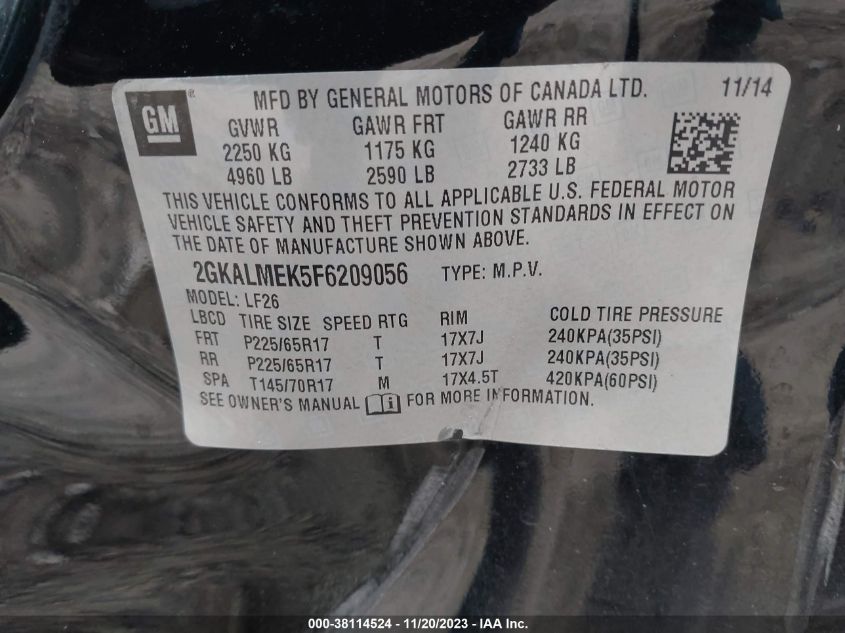 GM ® MFD BY GENERAL MOTORS OF CANADA LTD. 11/14
GVWR GAWR FRT GAWR RR
2250 KG 1175 KG 1240 KG
4960 LB 2590 LB 2733 LB
THIS VEHICLE CONFORMS TO ALL APPLICABLE U.S. FEDERAL MOTOR
VEHICLE SAFETY AND THEFT PREVENTION STANDARDS IN EFFECT ON
THE DATE OF MANUFACTURE SHOWN ABOVE.
2GKALMEK5F6209056 TYPE: M.P.V.
MODEL: LF26
LBCD TIRE SIZE SPEED RTG RIM COLD TIRE PRESSURE
FRT P225/65R17 T 17X7J 240KPA(35PSI)
RR P225/65R17 T 17X7J 240KPA(35PSI)
SPA T145/70R17 M 17X4.5T 420KPA(60PSI)
SEE OWNER'S MANUAL FOR MORE INFORMATION.
000-38114524 - 11/20/2023 - IAA, Inc.